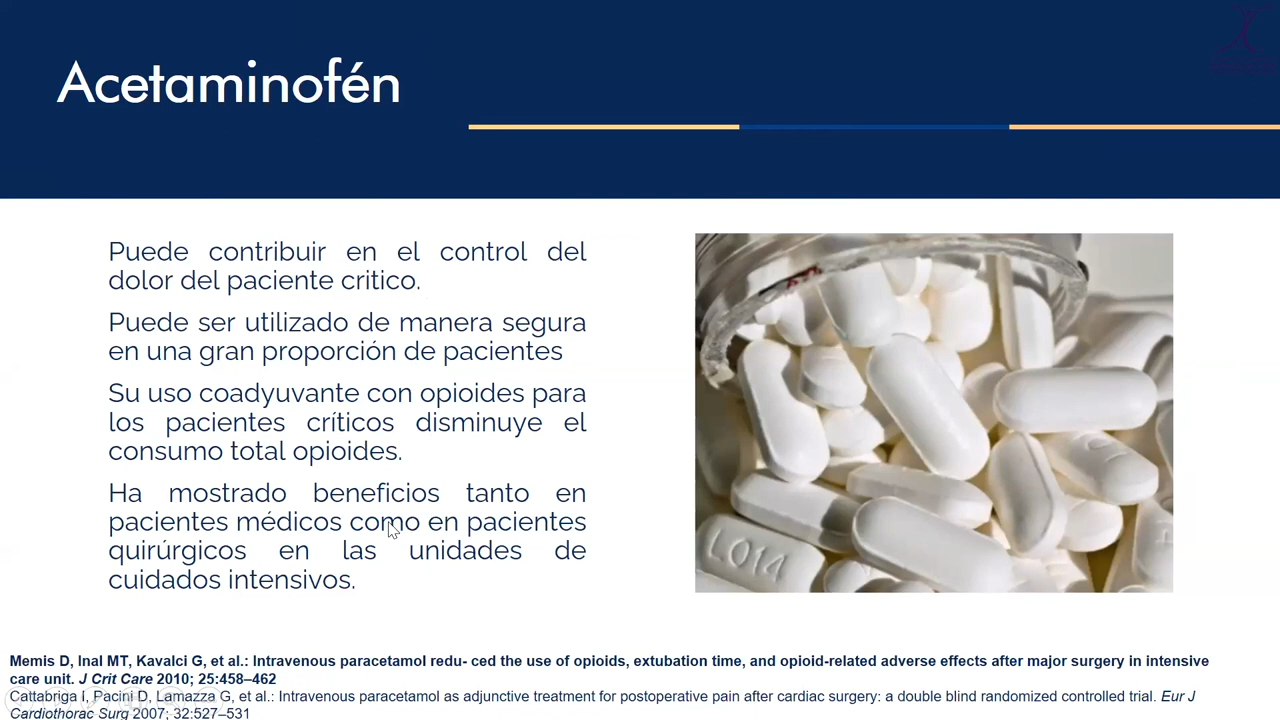 Acetaminofén
Puede contribuir en el control del
dolor del paciente critico.
Puede ser utilizado de manera segura
en una gran proporción de pacientes
Su uso coadyuvante con opioides para
los pacientes críticos disminuye el
consumo total opioides.
Ha mostrado beneficios tanto en
pacientes médicos como en pacientes
quirúrgicos en las unidades de
cuidados intensivos.
L014
Memis D, Inal MT, Kavalci G, et al.: Intravenous paracetamol redu- ced the use of opioids, extubation time, and opioid-related adverse effects after major surgery in intensive
care unit. J Crit Care 2010; 25:458–462
Cattabriga I, Pacini D, Lamazza G, et al.: Intravenous paracetamol as adjunctive treatment for postoperative pain after cardiac surgery: a double blind randomized controlled trial. Eur J
Cardiothorac Surg 2007; 32:527–531